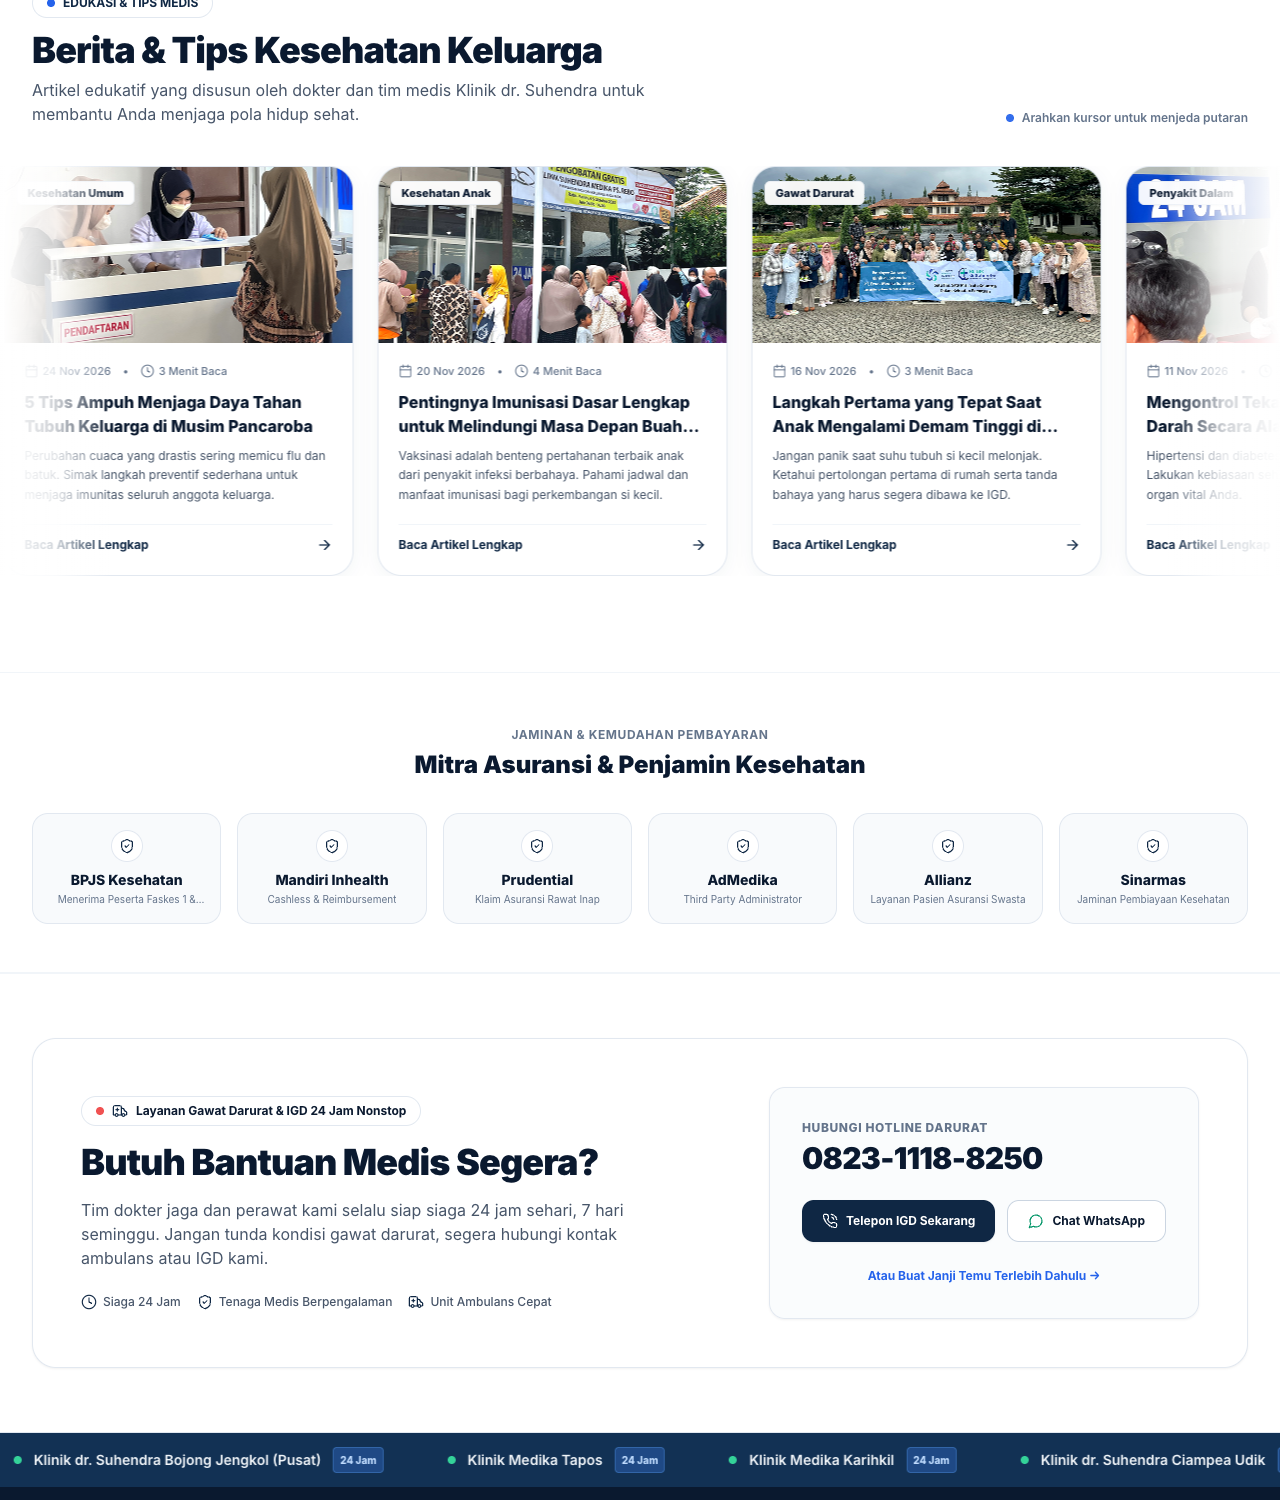 EDUKASI & TIPS MEDIS
Berita & Tips Kesehatan Keluarga
Artikel edukatif yang disusun oleh dokter dan tim medis Klinik dr. Suhendra untuk
membantu Anda menjaga pola hidup sehat.
Arahkan kursor untuk menjeda putaran
Kesehatan Umum
PENDAFTARAN
24 Nov 2026 • 3 Menit Baca
5 Tips Ampuh Menjaga Daya Tahan
Tubuh Keluarga di Musim Pancaroba
Perubahan cuaca yang drastis sering memicu flu dan
batuk. Simak langkah preventif sederhana untuk
menjaga imunitas seluruh anggota keluarga.
Baca Artikel Lengkap
Kesehatan Anak
PENGOBATAN GRATIS
24 JAM
20 Nov 2026 • 4 Menit Baca
Pentingnya Imunisasi Dasar Lengkap
untuk Melindungi Masa Depan Buah...
Vaksinasi adalah benteng pertahanan terbaik anak
dari penyakit infeksi berbahaya. Pahami jadwal dan
manfaat imunisasi bagi perkembangan si kecil.
Baca Artikel Lengkap
Gawat Darurat
16 Nov 2026 • 3 Menit Baca
Langkah Pertama yang Tepat Saat
Anak Mengalami Demam Tinggi di...
Jangan panik saat suhu tubuh si kecil melonjak.
Ketahui pertolongan pertama di rumah serta tanda
bahaya yang harus segera dibawa ke IGD.
Baca Artikel Lengkap
Penyakit Dalam
24 JAM
11 Nov 2026 •
Mengontrol
Darah Secara
Hipertensi dan
Lakukan kebiasaan
organ vital Anda.
Baca Artikel Lengkap
JAMINAN & KEMUDAHAN PEMBAYARAN
Mitra Asuransi & Penjamin Kesehatan
BPJS Kesehatan
Menerima Peserta Faskes 1 &...
Mandiri Inhealth
Cashless & Reimbursement
Prudential
Klaim Asuransi Rawat Inap
AdMedika
Third Party Administrator
Allianz
Layanan Pasien Asuransi Swasta
Sinarmas
Jaminan Pembiayaan Kesehatan
Layanan Gawat Darurat & IGD 24 Jam Nonstop
Butuh Bantuan Medis Segera?
Tim dokter jaga dan perawat kami selalu siap siaga 24 jam sehari, 7 hari
seminggu. Jangan tunda kondisi gawat darurat, segera hubungi kontak
ambulans atau IGD kami.
Siaga 24 Jam
Tenaga Medis Berpengalaman
Unit Ambulans Cepat
HUBUNGI HOTLINE DARURAT
0823-1118-8250
Telepon IGD Sekarang
Chat WhatsApp
Atau Buat Janji Temu Terlebih Dahulu →
Klinik dr. Suhendra Bojong Jengkol (Pusat) 24 Jam
Klinik Medika Tapos 24 Jam
Klinik Medika Karihkil 24 Jam
Klinik dr. Suhendra Ciampea Udik